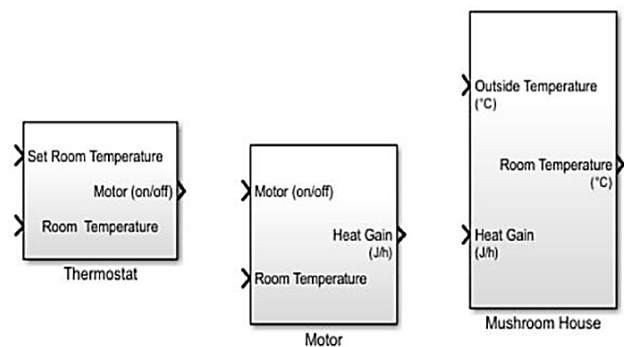 Set Room Temperature
Motor (on/off)
Room Temperature
Thermostat
Motor (on/off)
Heat Gain
(J/h)
Room Temperature
Motor
Outside Temperature
(°C)
Room Temperature
(°C)
Heat Gain
(J/h)
Mushroom House